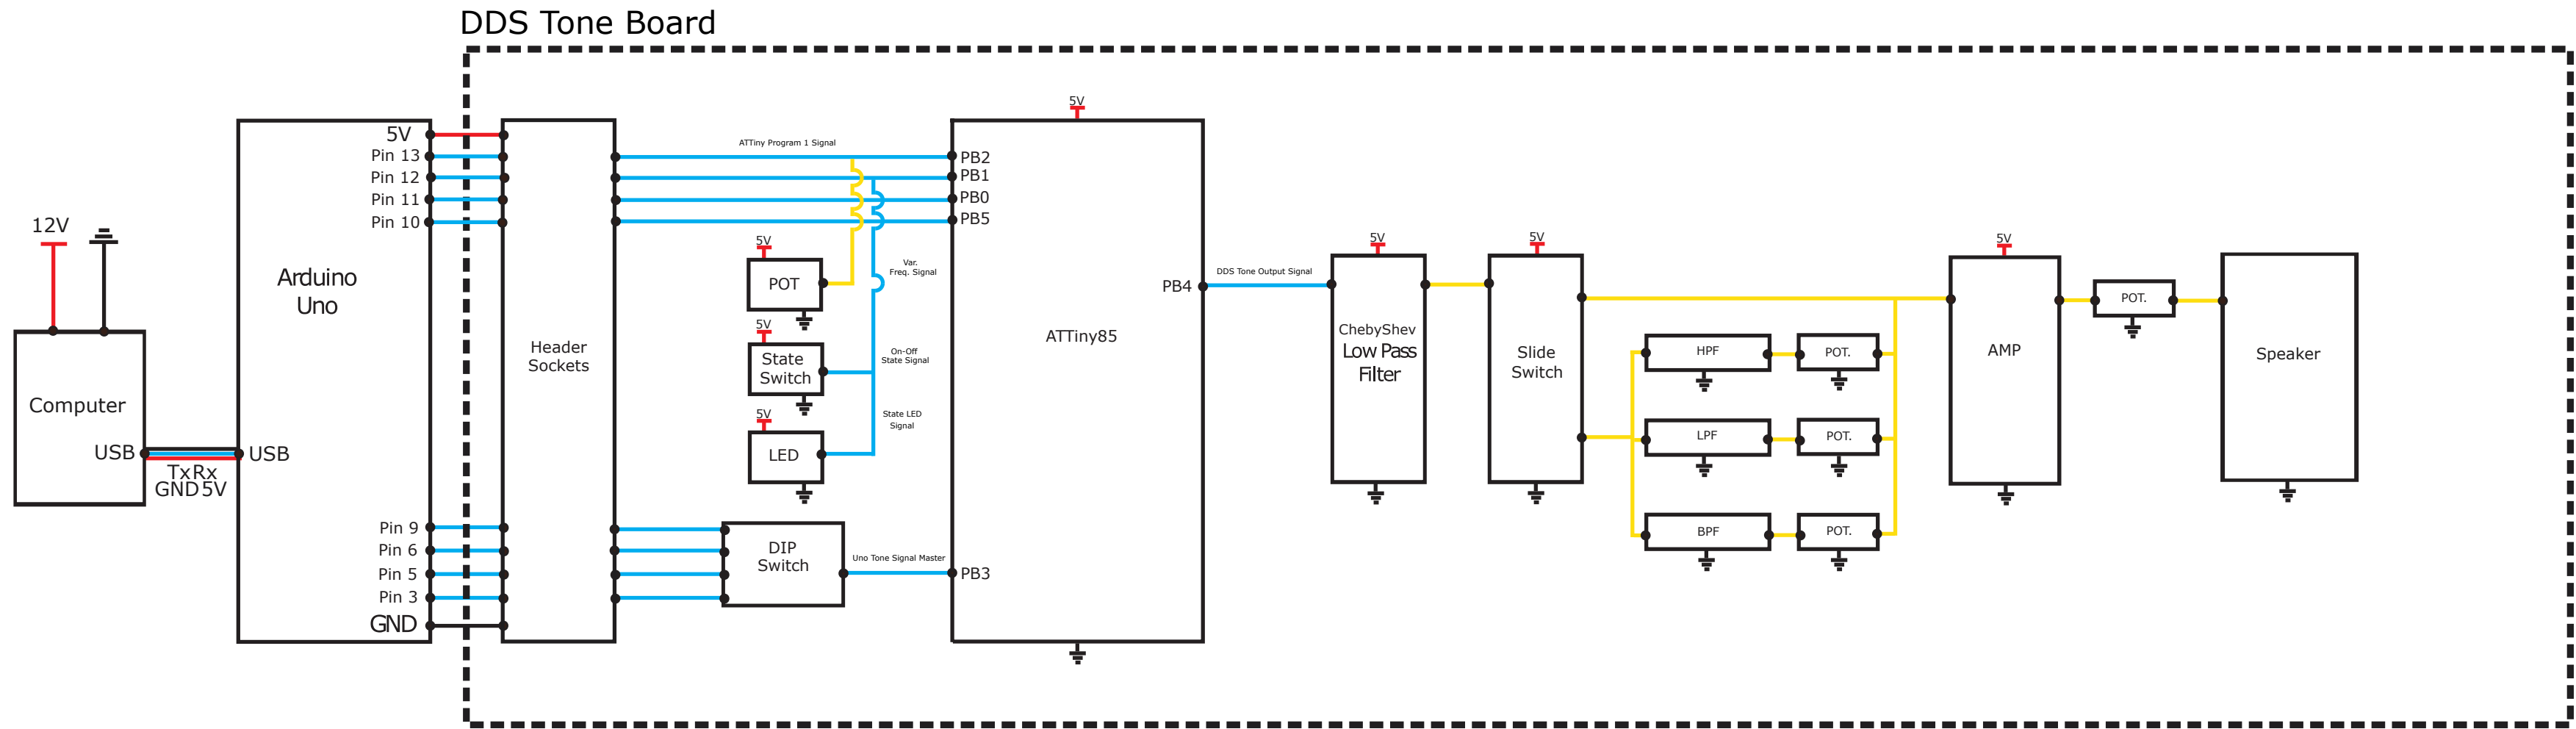 DDS Tone Board
12V
Computer
USB
TxRx
GND 5V
USB
Arduino
Uno
5V
Pin 13
Pin 12
Pin 11
Pin 10
Pin 9
Pin 6
Pin 5
Pin 3
GND
Header
Sockets
ATTiny Program 1 Signal
5V
POT
Var.
Freq. Signal
5V
State
Switch
On-Off
State Signal
5V
LED
State LED
Signal
DIP
Switch
Uno Tone Signal Master
5V
PB2
PB1
PB0
PB5
PB4
ATTiny85
PB3
DDS Tone Output Signal
5V
ChebyShev
Low Pass
Filter
5V
Slide
Switch
HPF
POT.
LPF
POT.
BPF
POT.
5V
AMP
POT.
Speaker